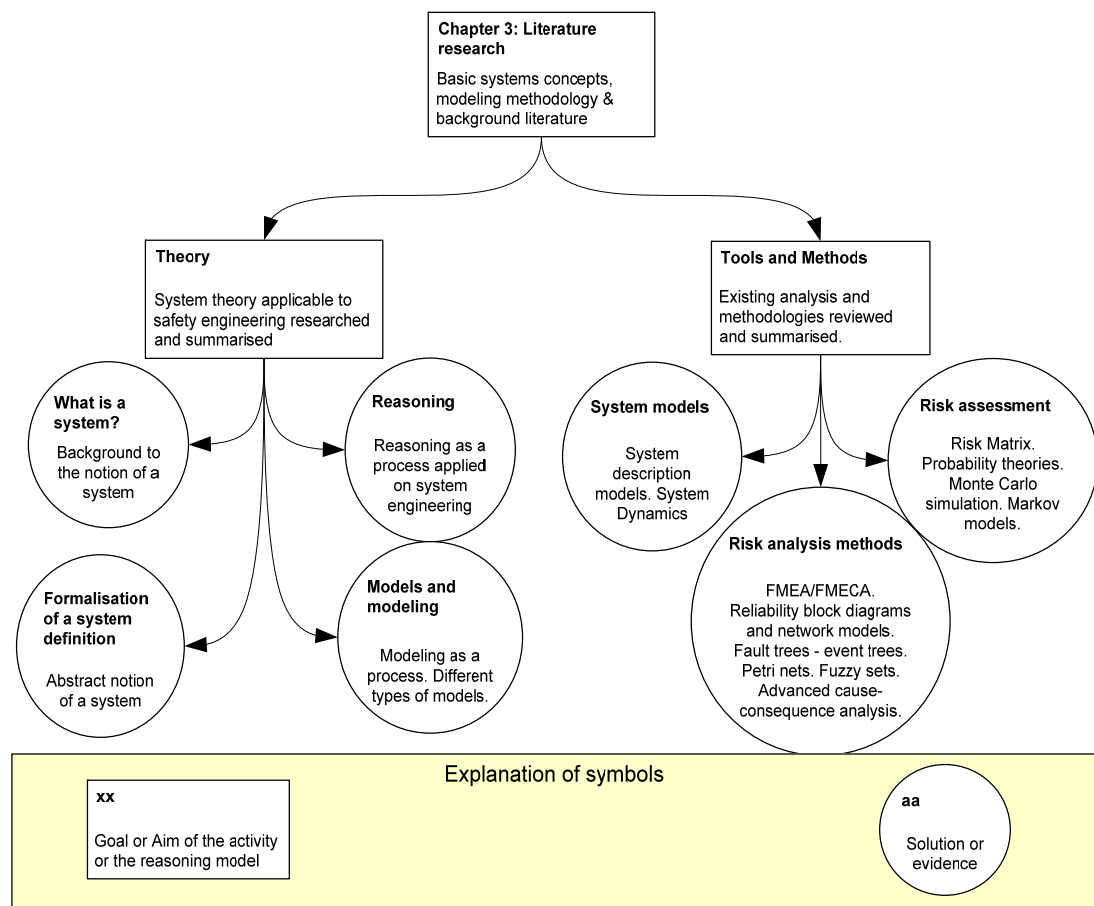 Chapter 3: Literature
research
Basic systems concepts,
modeling methodology &
background literature
Theory
System theory applicable to
safety engineering researched
and summarised
Tools and Methods
Existing analysis and
methodologies reviewed
and summarised.
What is a
system?
Background to
the notion of a
system
Reasoning
Reasoning as a
process applied
on system
engineering
System models
System
description
models. System
Dynamics
Risk assessment
Risk Matrix.
Probability theories.
Monte Carlo
simulation. Markov
models.
Formalisation
of a system
definition
Abstract notion
of a system
Models and
modeling
Modeling as a
process. Different
types of models.
Risk analysis methods
FMEA/FMECA.
Reliability block diagrams
and network models.
Fault trees - event trees.
Petri nets. Fuzzy sets.
Advanced cause-
consequence analysis.
Explanation of symbols
xx
Goal or Aim of the activity
or the reasoning model
aa
Solution or
evidence